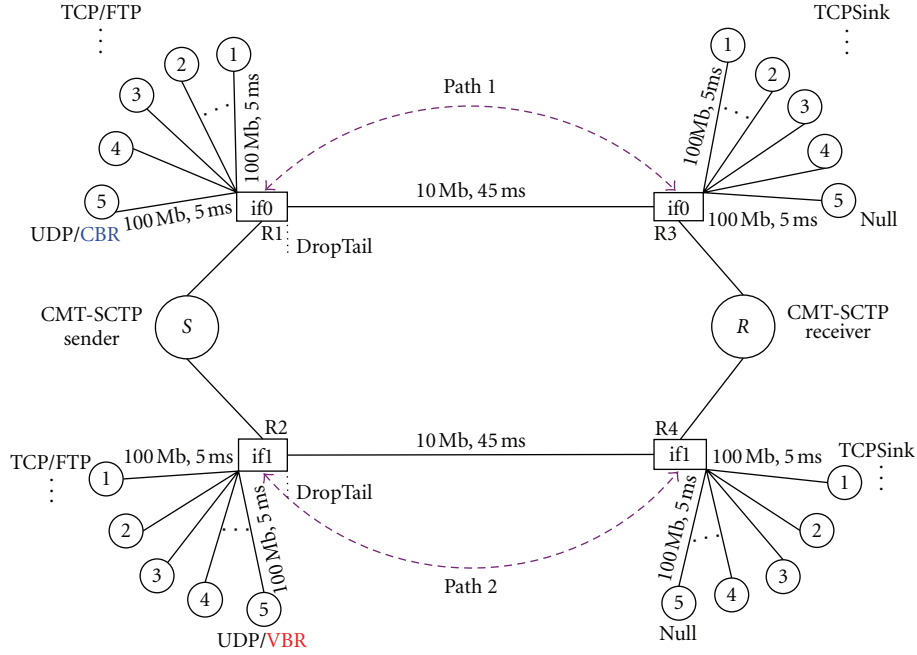 TCP/FTP
TCPSink
1
2
3
4
5
100 Mb, 5 ms
100 Mb, 5 ms
UDP/CBR
Path 1
1
2
3
4
5
100Mb, 5ms
100 Mb, 5 ms
Null
if0
10 Mb, 45 ms
if0
R1
DropTail
R3
CMT-SCTP
sender
S
R
CMT-SCTP
receiver
R2
if1
10 Mb, 45 ms
R4
if1
DropTail
TCP/FTP
100 Mb, 5 ms
1
2
3
4
5
100 Mb, 5 ms
UDP/VBR
Path 2
100 Mb, 5 ms
TCPSink
1
2
3
4
5
100 Mb, 5 ms
Null